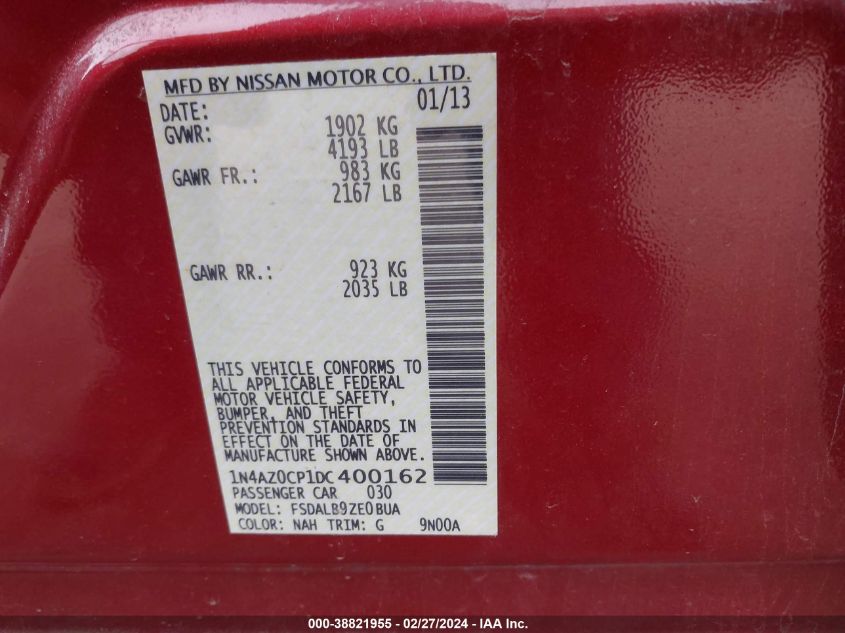 MFD BY NISSAN MOTOR CO., LTD.
DATE: 01/13
GVWR: 1902 KG
4193 LB
GAWR FR.: 983 KG
2167 LB
GAWR RR.: 923 KG
2035 LB
THIS VEHICLE CONFORMS TO
ALL APPLICABLE FEDERAL
MOTOR VEHICLE SAFETY,
BUMPER, AND THEFT
PREVENTION STANDARDS IN
EFFECT ON THE DATE OF
MANUFACTURE SHOWN ABOVE.
1N4AZ0CP1DC400162
PASSENGER CAR 030
MODEL: FSDALB9ZE0BUA
COLOR: NAH TRIM: G 9N00A
000-38821955 - 02/27/2024 - IAA Inc.